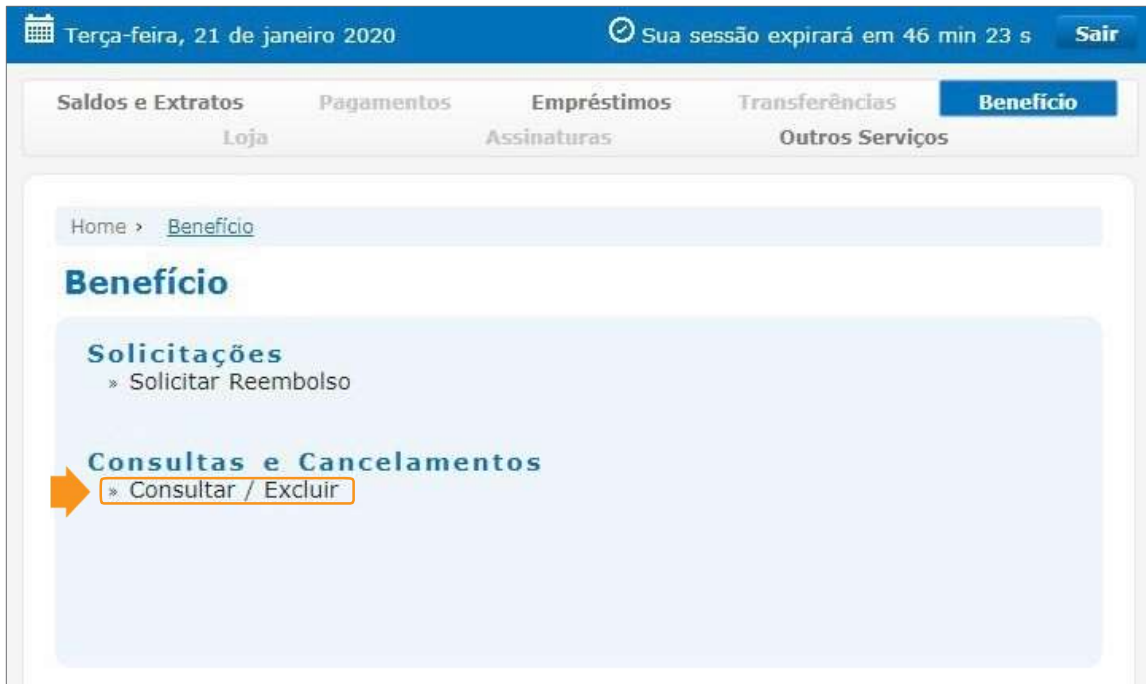 Terça-feira, 21 de janeiro 2020 Sua sessão expirará em 46 min 23 s Sair
Saldos e Extratos Pagamentos Empréstimos Transferências Benefício
Loja Assinaturas Outros Serviços
Home › Benefício
Benefício
Solicitações
» Solicitar Reembolso
Consultas e Cancelamentos
» Consultar / Excluir